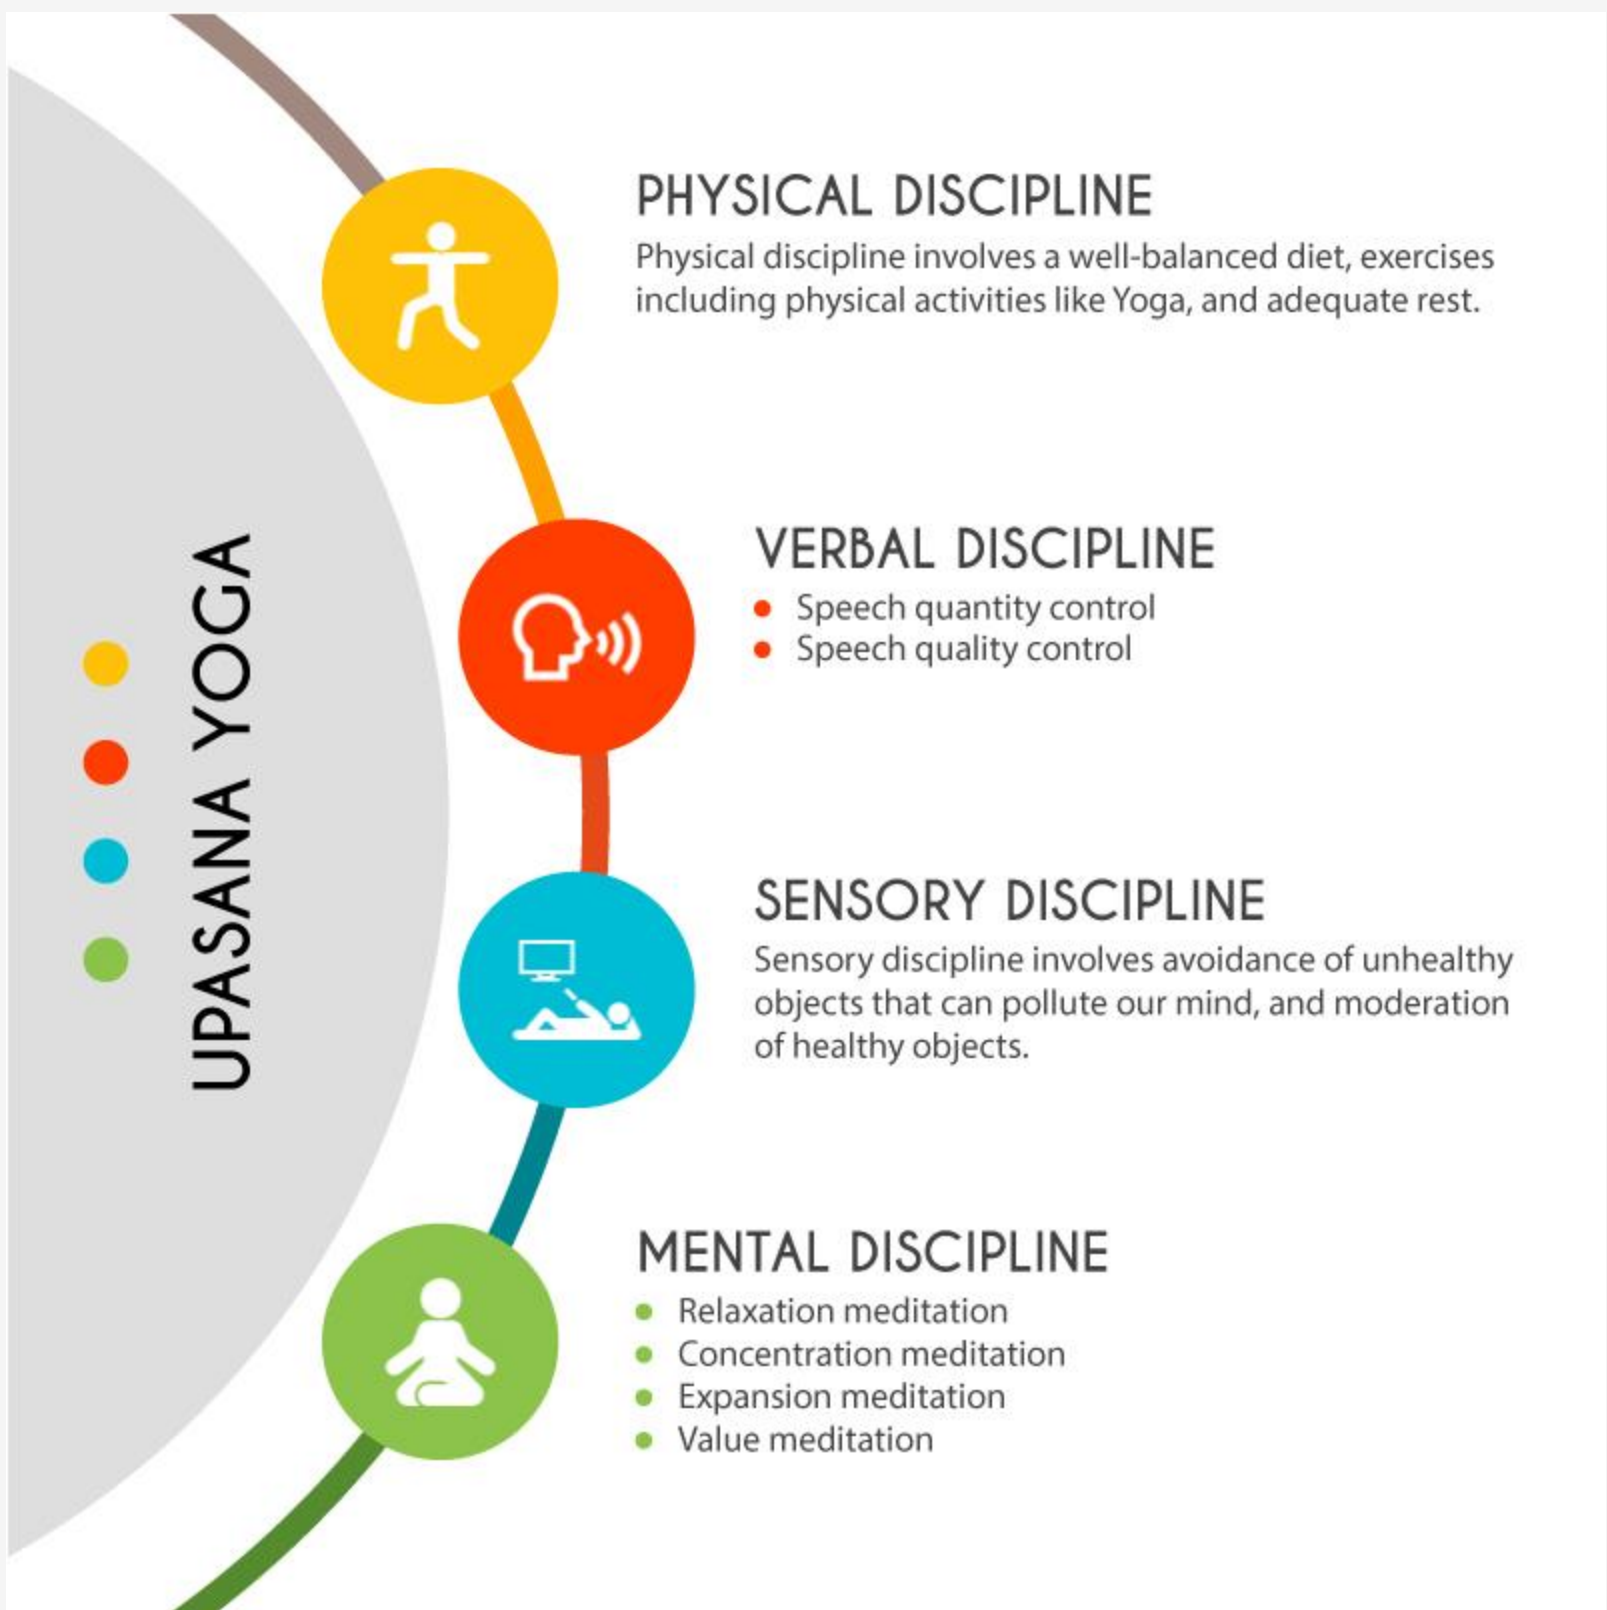 UPASANA YOGA
PHYSICAL DISCIPLINE
Physical discipline involves a well-balanced diet, exercises
including physical activities like Yoga, and adequate rest.
VERBAL DISCIPLINE
Speech quantity control
Speech quality control
SENSORY DISCIPLINE
Sensory discipline involves avoidance of unhealthy
objects that can pollute our mind, and moderation
of healthy objects.
MENTAL DISCIPLINE
Relaxation meditation
Concentration meditation
Expansion meditation
Value meditation